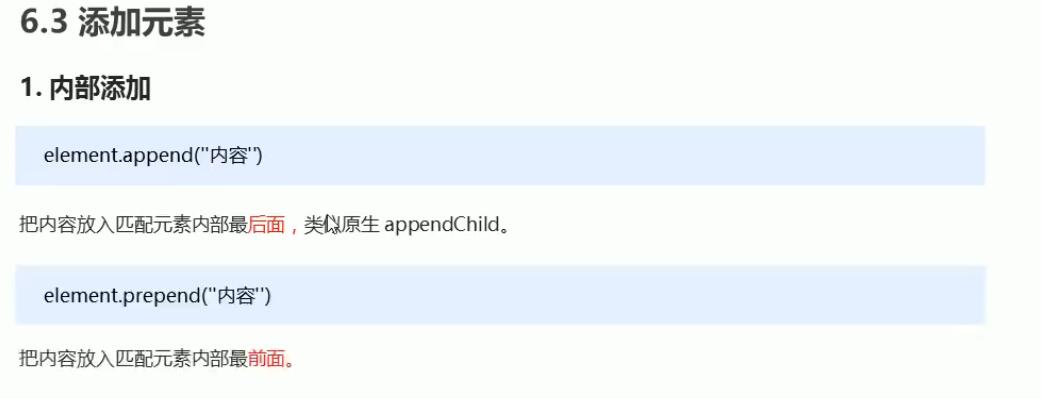 6.3 添加元素
1. 内部添加
element.append("内容")
把内容放入匹配元素内部最后面，类似原生 appendChild。
element.prepend("内容")
把内容放入匹配元素内部最前面。